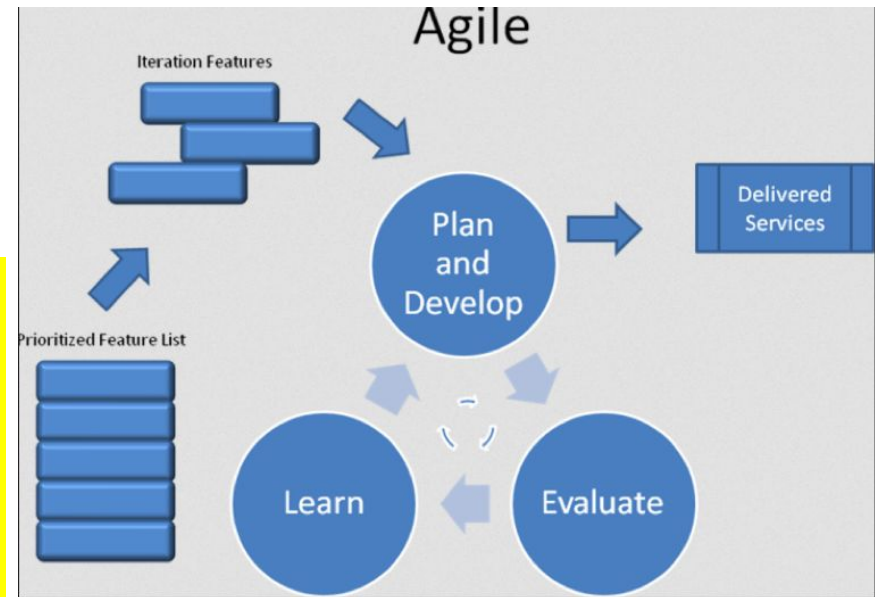 Agile
Iteration Features
Plan
and
Develop
Delivered
Services
Prioritized Feature List
Learn
Evaluate